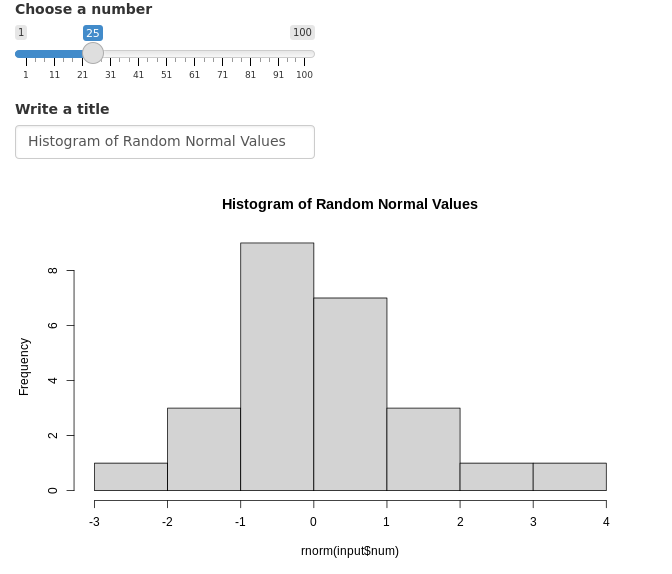 Choose a number
1 25 100
1 11 21 31 41 51 61 71 81 91 100
Write a title
Histogram of Random Normal Values
Histogram of Random Normal Values
8
6
4
2
0
Frequency
-3 -2 -1 0 1 2 3 4
rnorm(input$num)